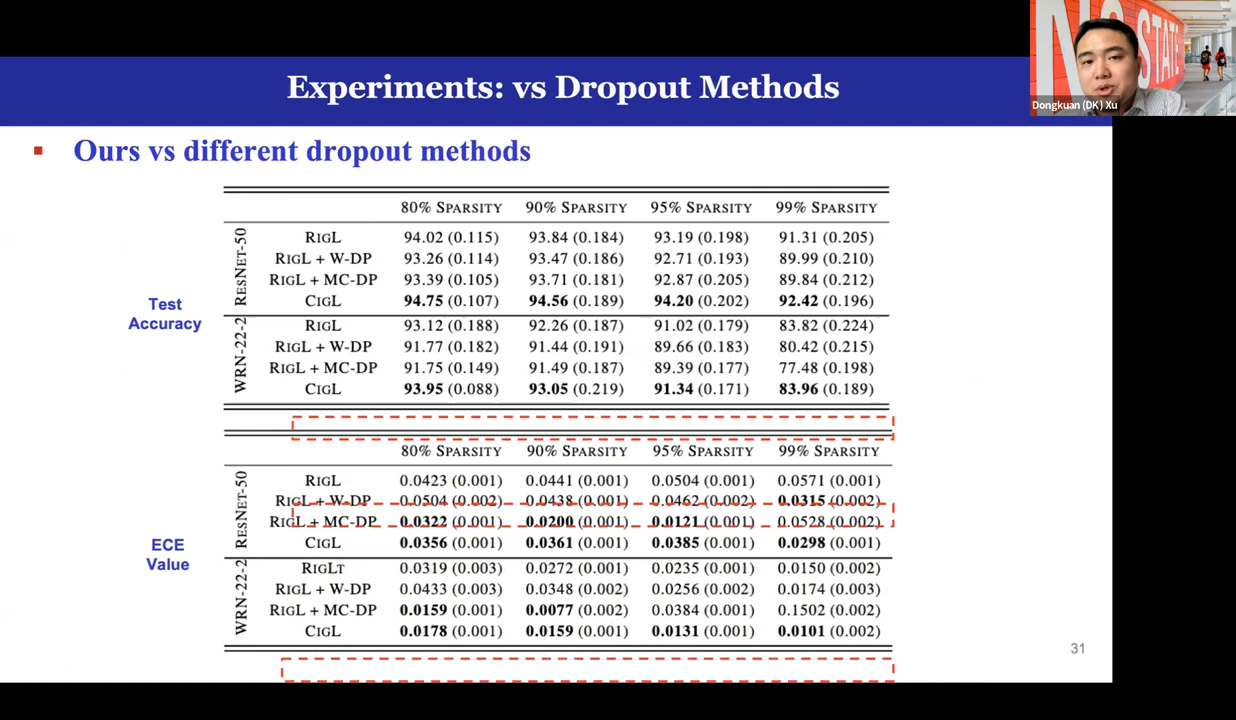 Experiments: vs Dropout Methods
N STATE
Dongkuan (DK) Xu
Ours vs different dropout methods
80% SPARSITY 90% SPARSITY 95% SPARSITY 99% SPARSITY
Test Accuracy
RESNET-50
RIGL 94.02 (0.115) 93.84 (0.184) 93.19 (0.198) 91.31 (0.205)
RIGL + W-DP 93.26 (0.114) 93.47 (0.186) 92.71 (0.193) 89.99 (0.210)
RIGL + MC-DP 93.39 (0.105) 93.71 (0.181) 92.87 (0.205) 89.84 (0.212)
CIGL 94.75 (0.107) 94.56 (0.189) 94.20 (0.202) 92.42 (0.196)
WRN-22-2
RIGL 93.12 (0.188) 92.26 (0.187) 91.02 (0.179) 83.82 (0.224)
RIGL + W-DP 91.77 (0.182) 91.44 (0.191) 89.66 (0.183) 80.42 (0.215)
RIGL + MC-DP 91.75 (0.149) 91.49 (0.187) 89.39 (0.177) 77.48 (0.198)
CIGL 93.95 (0.088) 93.05 (0.219) 91.34 (0.171) 83.96 (0.189)
80% SPARSITY 90% SPARSITY 95% SPARSITY 99% SPARSITY
ECE Value
RESNET-50
RIGL 0.0423 (0.001) 0.0441 (0.001) 0.0504 (0.001) 0.0571 (0.001)
RIGL + W-DP 0.0504 (0.002) 0.0438 (0.001) 0.0462 (0.002) 0.0315 (0.002)
RIGL + MC-DP 0.0322 (0.001) 0.0200 (0.001) 0.0121 (0.001) 0.0528 (0.002)
CIGL 0.0356 (0.001) 0.0361 (0.001) 0.0385 (0.001) 0.0298 (0.001)
WRN-22-2
RIGLT 0.0319 (0.003) 0.0272 (0.001) 0.0235 (0.001) 0.0150 (0.002)
RIGL + W-DP 0.0433 (0.003) 0.0348 (0.002) 0.0256 (0.002) 0.0174 (0.003)
RIGL + MC-DP 0.0159 (0.001) 0.0077 (0.002) 0.0384 (0.001) 0.1502 (0.002)
CIGL 0.0178 (0.001) 0.0159 (0.001) 0.0131 (0.001) 0.0101 (0.002)
31